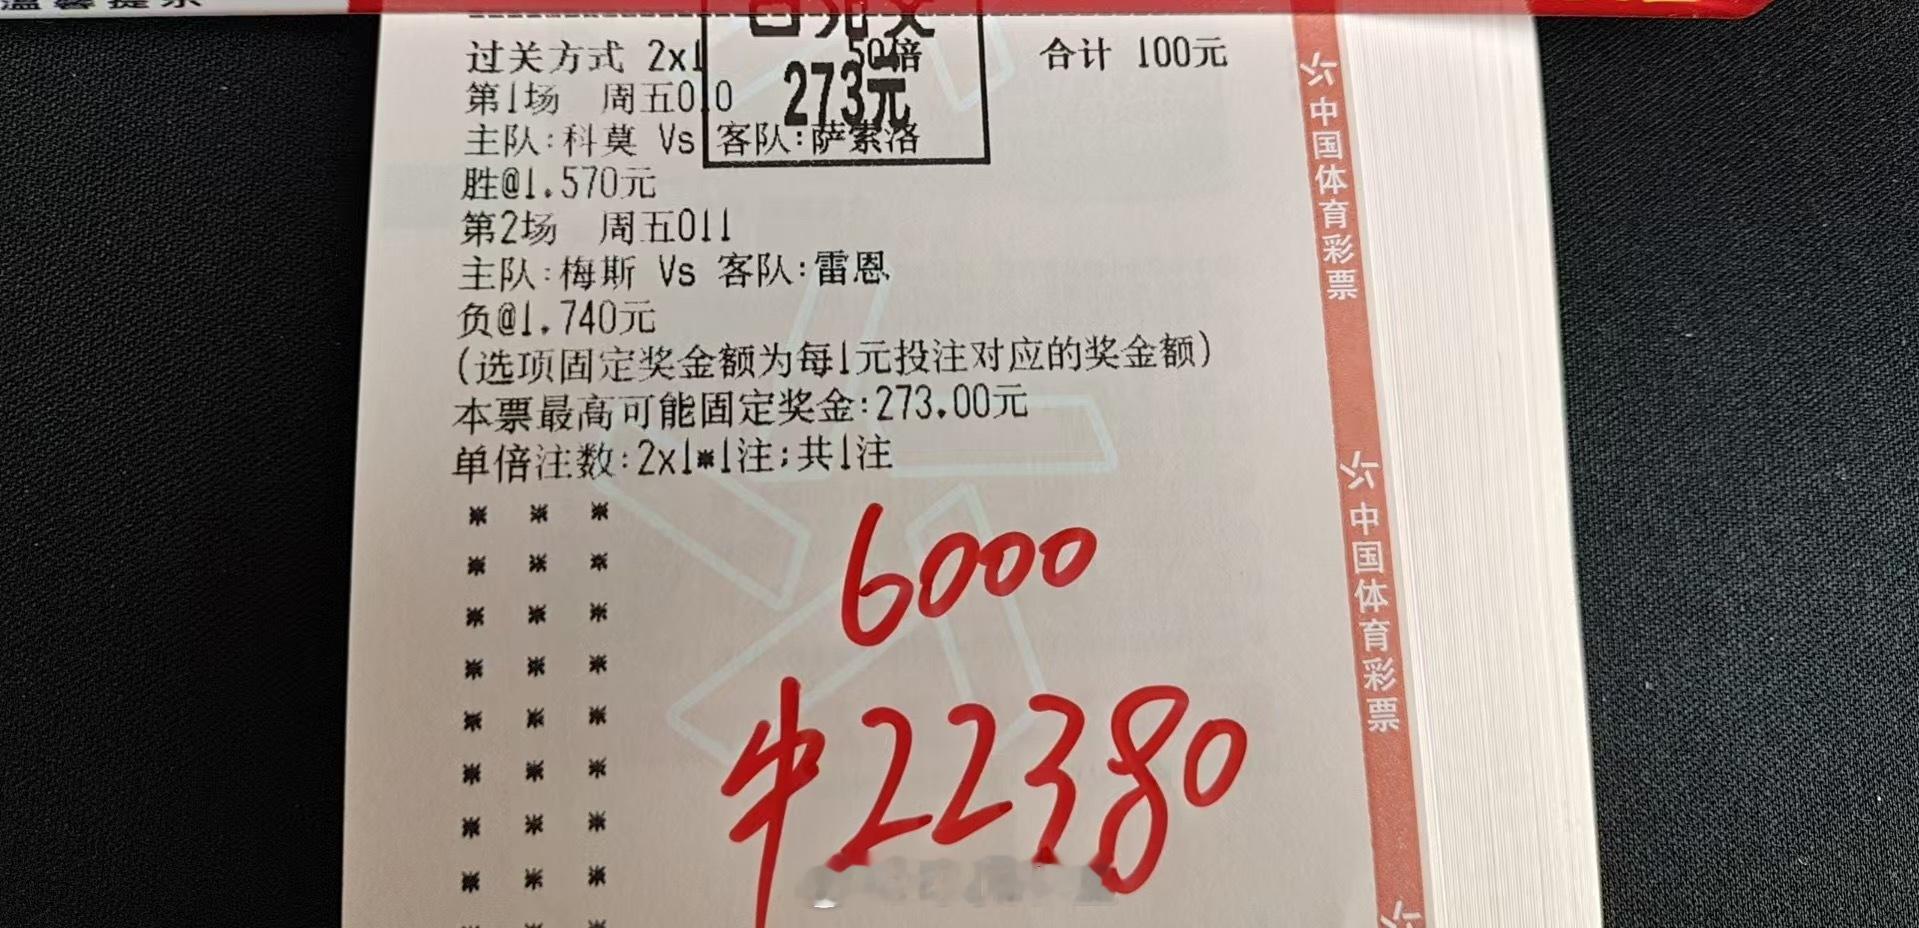 温馨提示
过关方式 2x1 50倍 合计 100元
273元
第1场 周五010
主队:科莫 Vs 客队:萨索洛
胜@1.570元
第2场 周五011
主队:梅斯 Vs 客队:雷恩
负@1.740元
(选项固定奖金额为每1元投注对应的奖金额)
本票最高可能固定奖金:273.00元
单倍注数:2x1*1注;共1注
6000
中22380
中国体育彩票
中国体育彩票